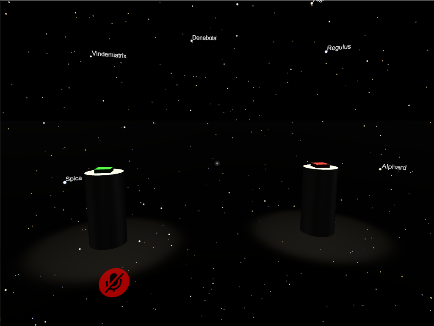 Denebola
Regulus
Vindemiatrix
Spica
Alphard